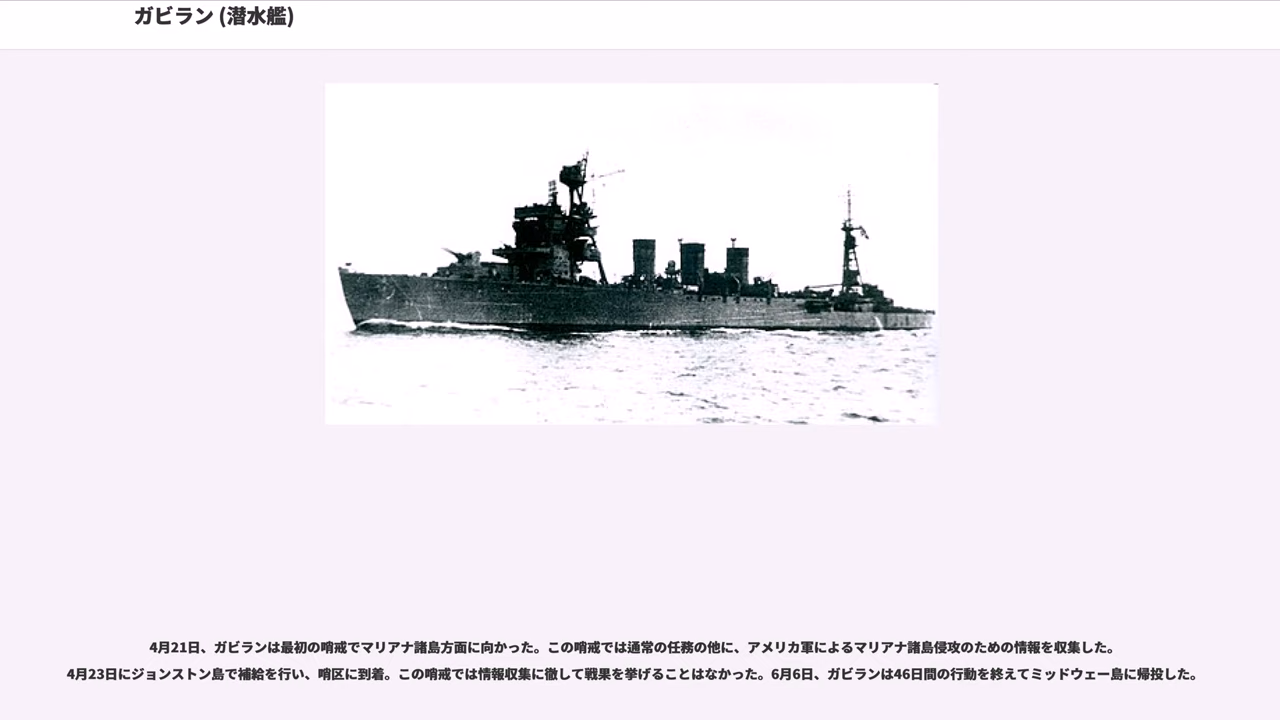 ガビラン (潜水艦)
4月21日、ガビランは最初の哨戒でマリアナ諸島方面に向かった。この哨戒では通常の任務の他に、アメリカ軍によるマリアナ諸島侵攻のための情報を収集した。
4月23日にジョンストン島で補給を行い、哨区に到着。この哨戒では情報収集に徹して戦果を挙げることはなかった。6月6日、ガビランは46日間の行動を終えてミッドウェー島に帰投した。